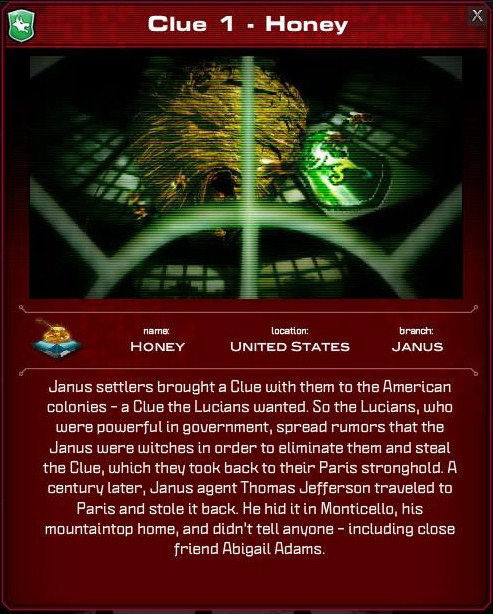 Clue 1 - Honey
X
name:
HONEY
location:
UNITED STATES
branch:
JANUS
Janus settlers brought a Clue with them to the American
colonies – a Clue the Lucians wanted. So the Lucians, who
were powerful in government, spread rumors that the
Janus were witches in order to eliminate them and steal
the Clue, which they took back to their Paris stronghold. A
century later, Janus agent Thomas Jefferson traveled to
Paris and stole it back. He hid it in Monticello, his
mountaintop home, and didn't tell anyone – including close
friend Abigail Adams.